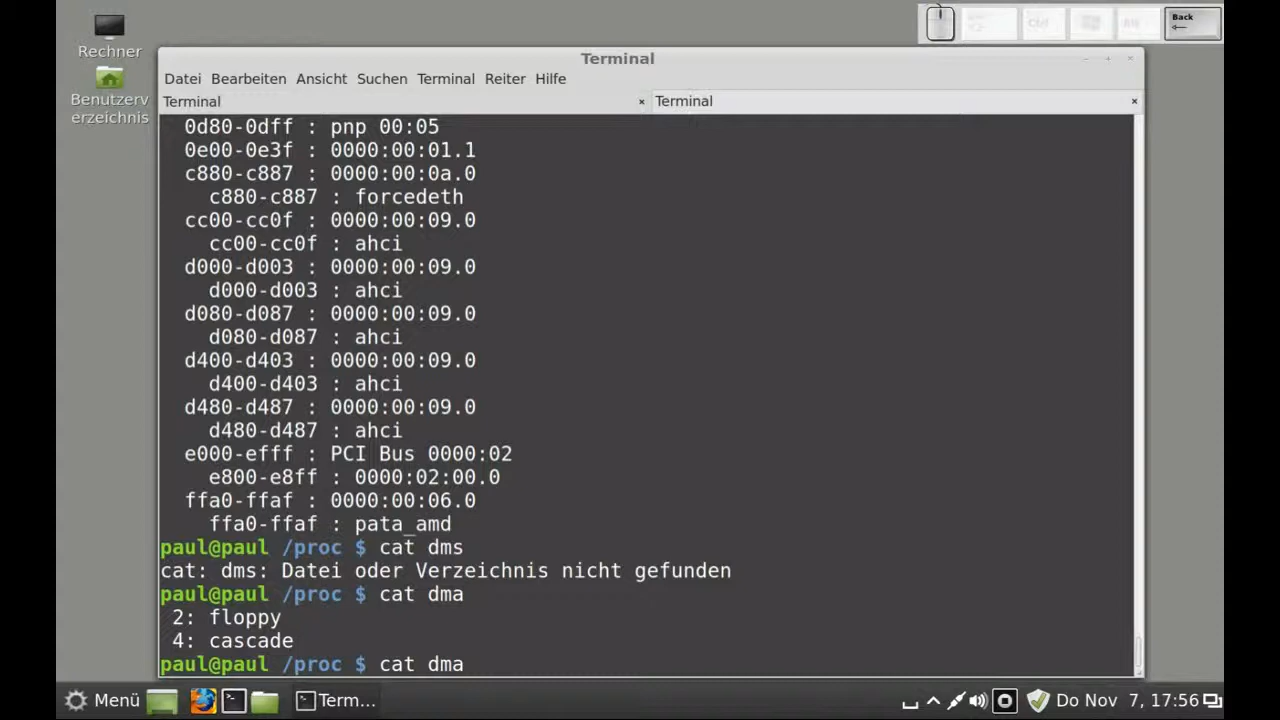 Rechner
Benutzerv
erzeichnis
Back
Terminal
Datei Bearbeiten Ansicht Suchen Terminal Reiter Hilfe
Terminal × Terminal ×
0d80-0dff : pnp 00:05
0e00-0e3f : 0000:00:01.1
c880-c887 : 0000:00:0a.0
c880-c887 : forcedeth
cc00-cc0f : 0000:00:09.0
cc00-cc0f : ahci
d000-d003 : 0000:00:09.0
d000-d003 : ahci
d080-d087 : 0000:00:09.0
d080-d087 : ahci
d400-d403 : 0000:00:09.0
d400-d403 : ahci
d480-d487 : 0000:00:09.0
d480-d487 : ahci
e000-efff : PCI Bus 0000:02
e800-e8ff : 0000:02:00.0
ffa0-ffaf : 0000:00:06.0
ffa0-ffaf : pata_amd
paul@paul /proc $ cat dms
cat: dms: Datei oder Verzeichnis nicht gefunden
paul@paul /proc $ cat dma
2: floppy
4: cascade
paul@paul /proc $ cat dma
Menü Term... Do Nov 7, 17:56